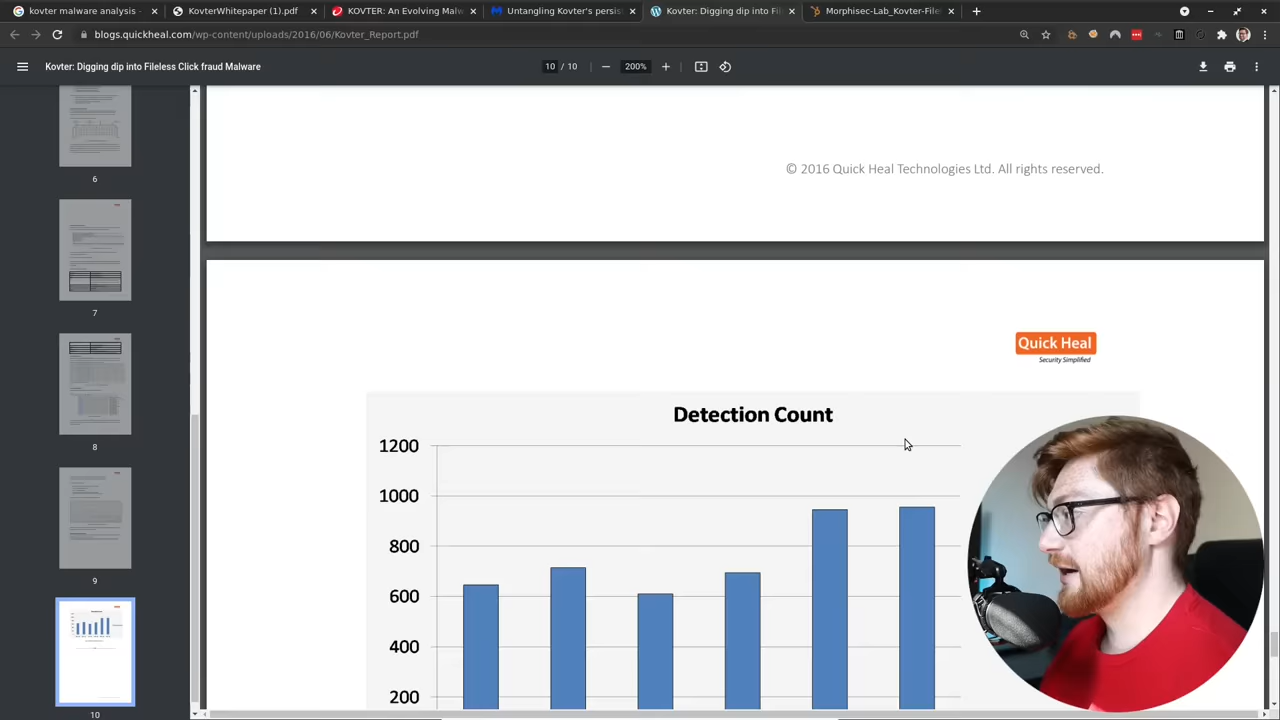 kovter malware analysis -
KovterWhitepaper (1).pdf
KOVTER: An Evolving Ma
Untangling Kovter's persist
Kovter: Digging dip into Fil
Morphisec-Lab_Kovter-File
blogs.quickheal.com/wp-content/uploads/2016/06/Kovter_Report.pdf
Kovter: Digging dip into Fileless Click fraud Malware
10 / 10
200%
6
7
8
9
10
© 2016 Quick Heal Technologies Ltd. All rights reserved.
Quick Heal
Security Simplified
Detection Count
1200
1000
800
600
400
200